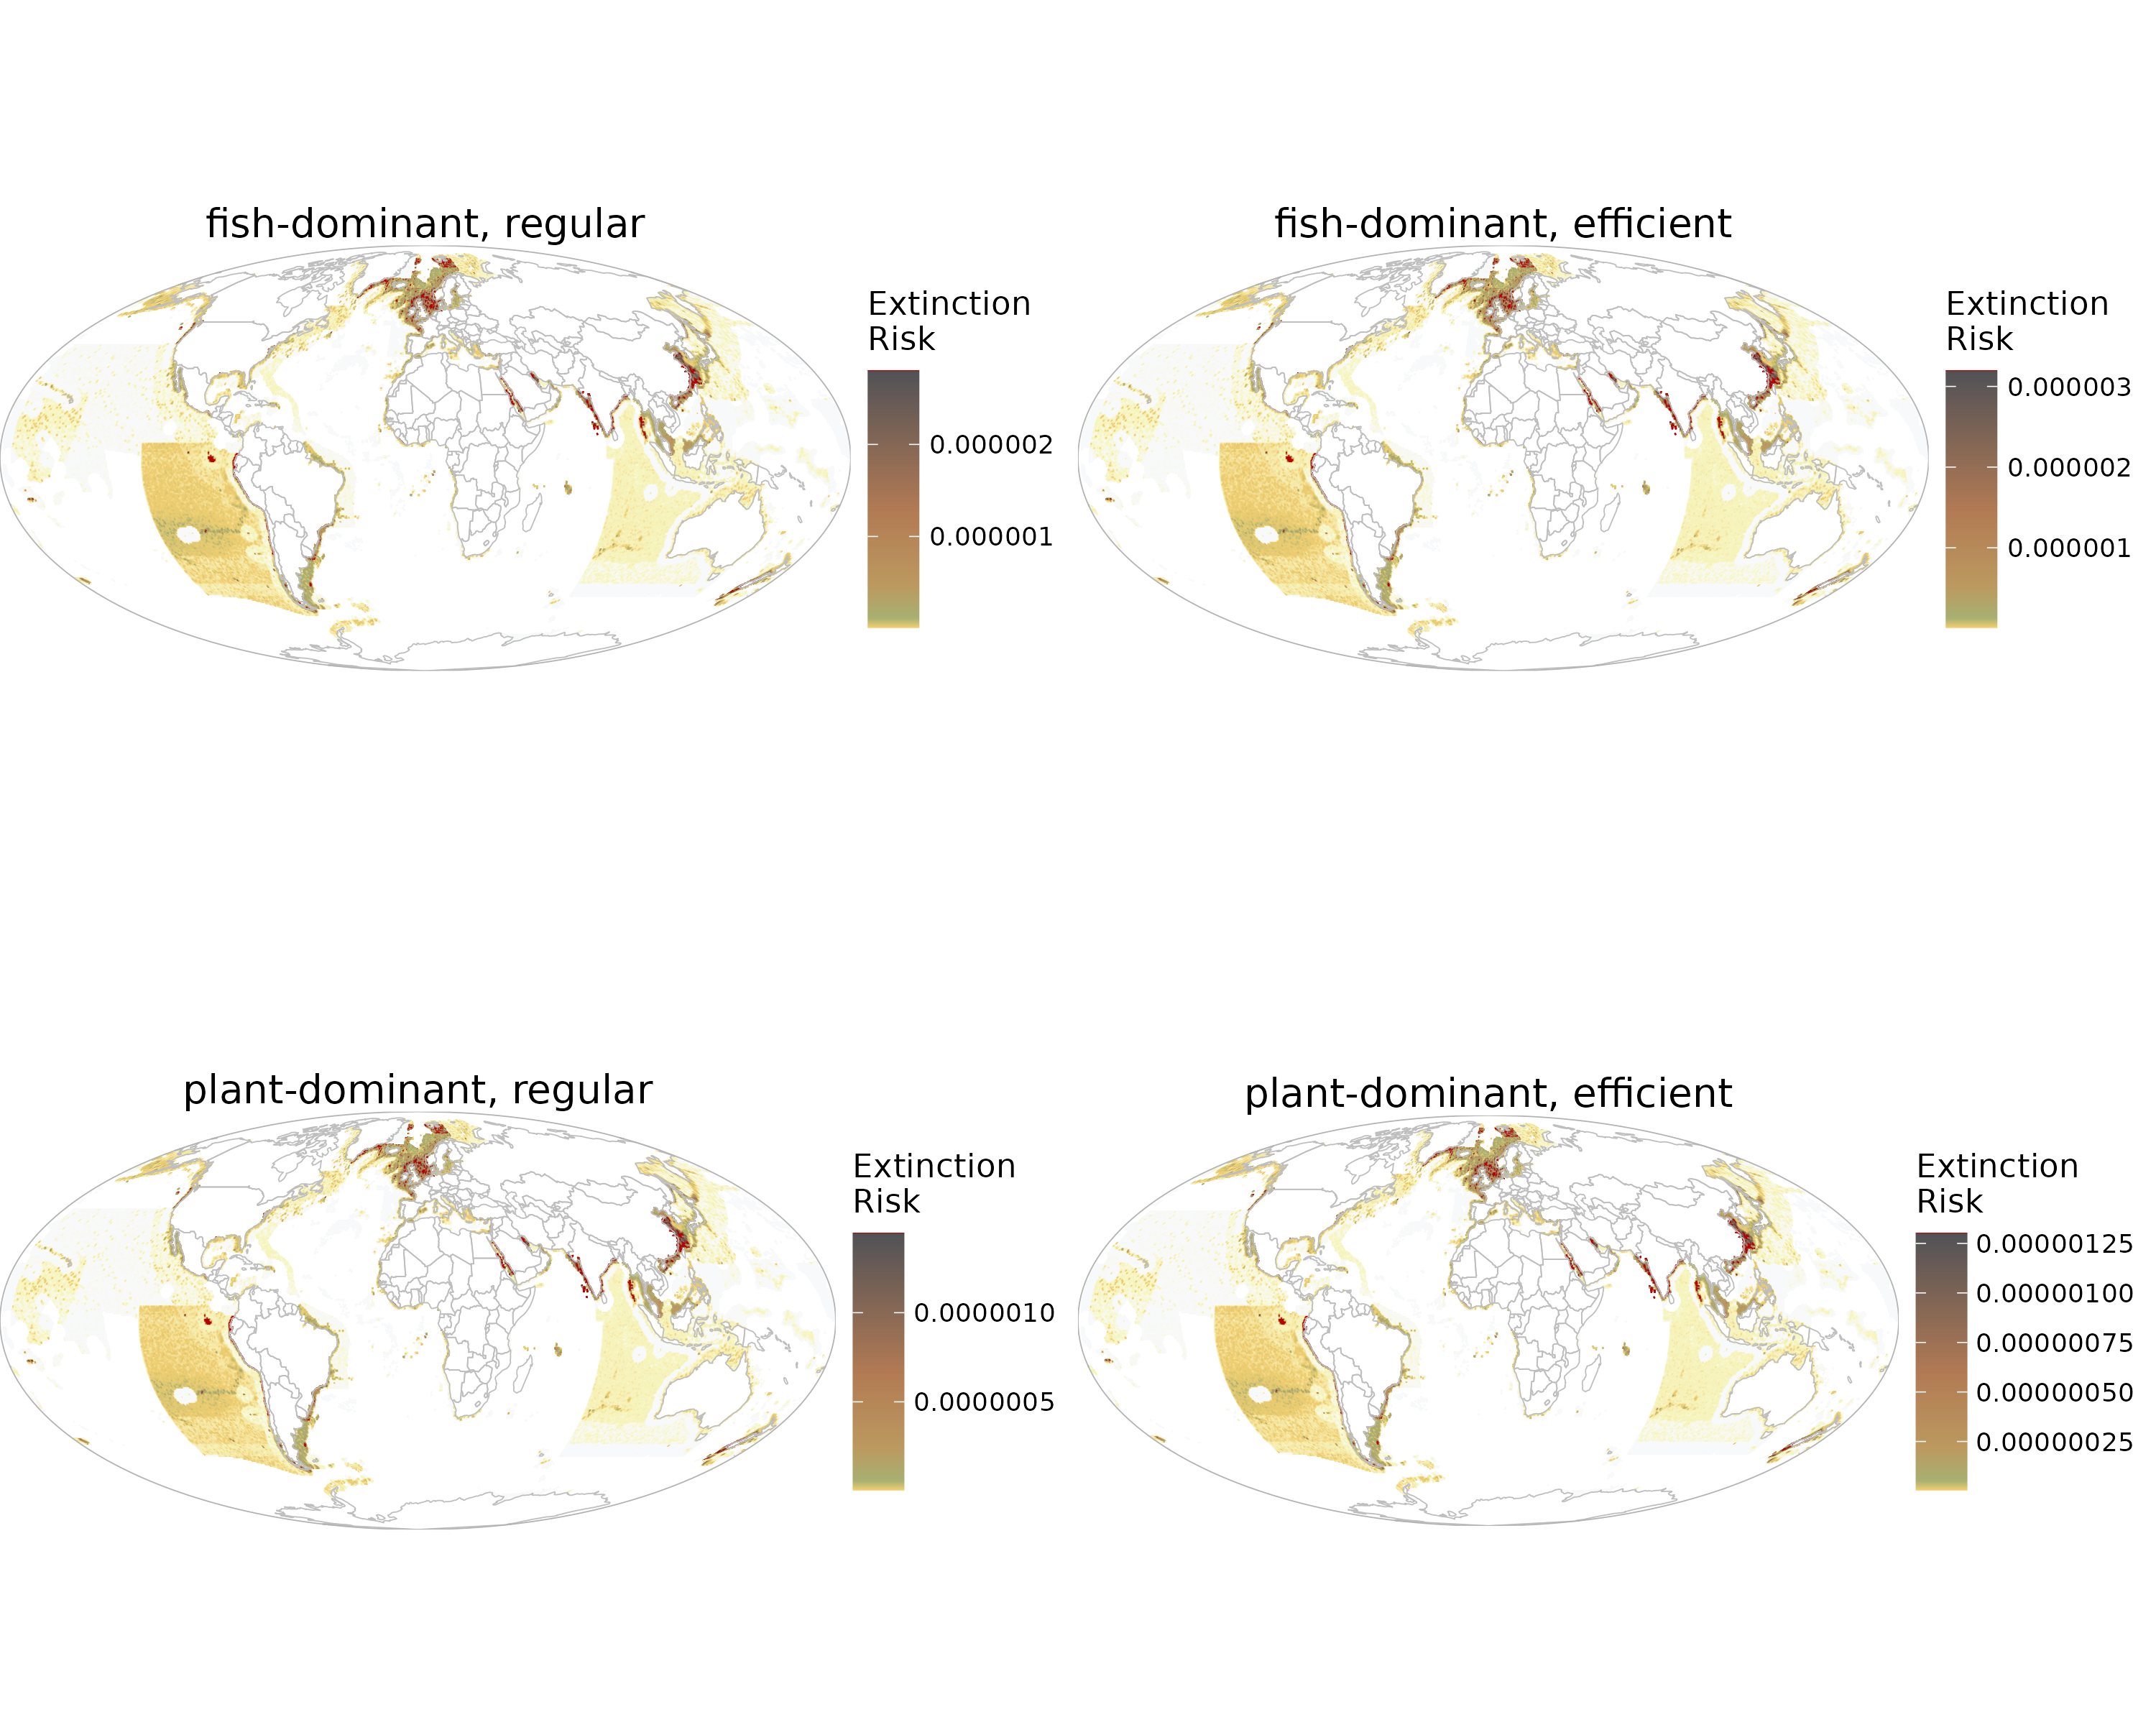 fish-dominant, regular
Extinction
Risk
0.000002
0.000001
fish-dominant, efficient
Extinction
Risk
0.000003
0.000002
0.000001
plant-dominant, regular
Extinction
Risk
0.0000010
0.0000005
plant-dominant, efficient
Extinction
Risk
0.00000125
0.00000100
0.00000075
0.00000050
0.00000025